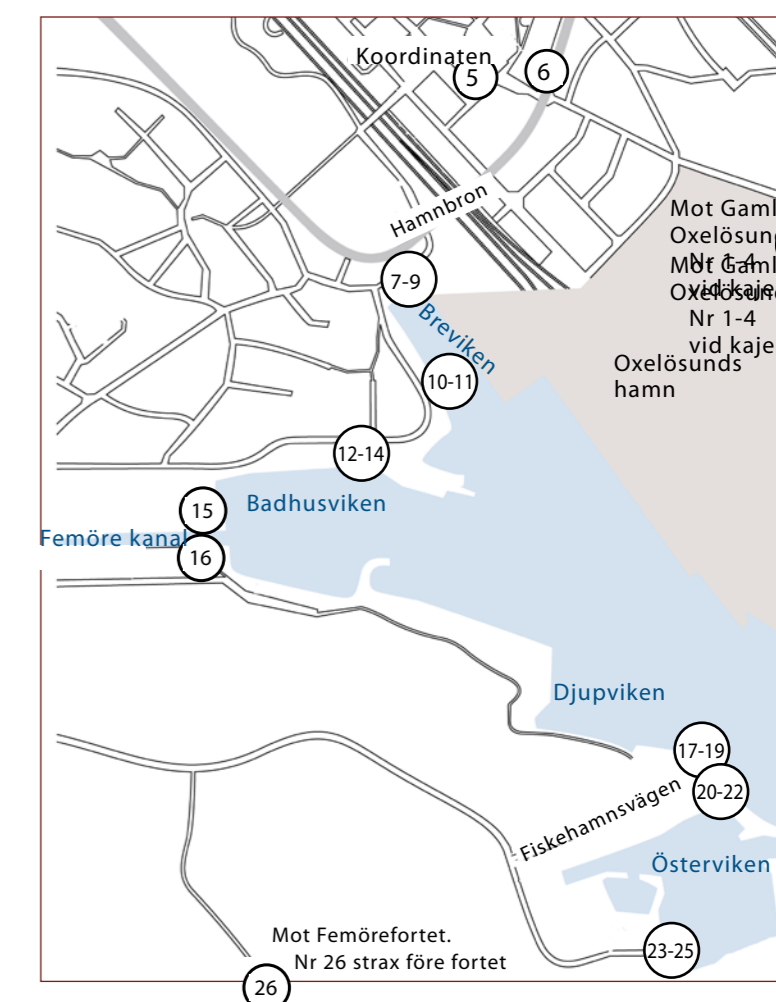 Koordinaten
5
6
Hamnbron
Mot Gaml
Oxelösun
Nr 1-4
vid kaje
Mot Gaml
Oxelösund
Nr 1-4
vid kaje
7-9
Breviken
Oxelösunds
hamn
10-11
12-14
Badhusviken
15
Femöre kanal
16
Djupviken
17-19
20-22
Fiskehamnsvägen
Österviken
Mot Femörefortet.
Nr 26 strax före fortet
23-25
26